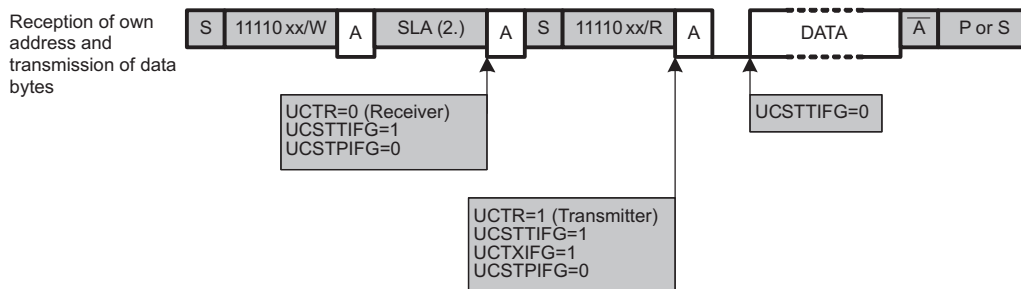 Reception of own
address and
transmission of data
bytes
S 11110 xx/W A SLA (2.) A S 11110 xx/R A DATA A P or S
UCTR=0 (Receiver)
UCSTTIFG=1
UCSTPIFG=0
UCSTTIFG=0
UCTR=1 (Transmitter)
UCSTTIFG=1
UCTXIFG=1
UCSTPIFG=0